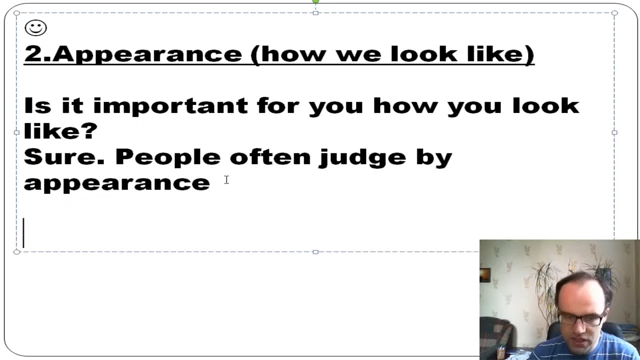 2.Appearance (how we look like)
Is it important for you how you look
like?
Sure. People often judge by
appearance